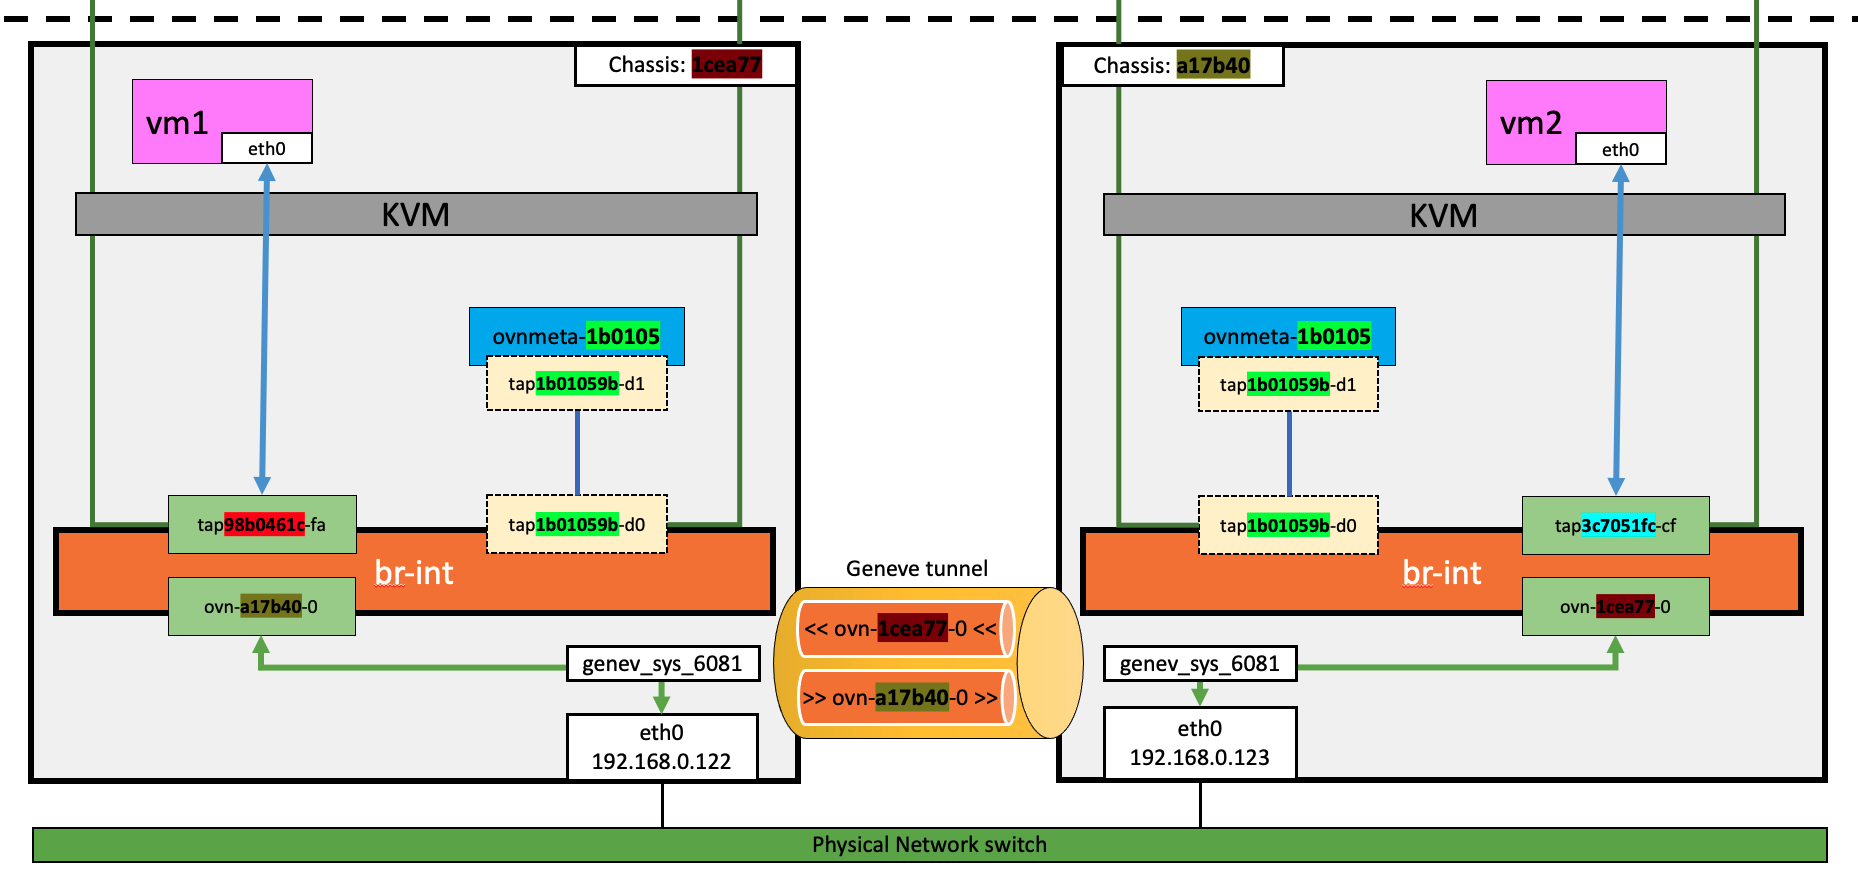 Chassis: 1cea77
vm1
eth0
KVM
ovnmeta-1b0105
tap1b01059b-d1
tap98b0461c-fa
tap1b01059b-d0
br-int
ovn-a17b40-0
genev_sys_6081
eth0
192.168.0.122
Geneve tunnel
<< ovn-1cea77-0 <<
>> ovn-a17b40-0 >>
Chassis: a17b40
vm2
eth0
KVM
ovnmeta-1b0105
tap1b01059b-d1
tap1b01059b-d0
tap3c7051fc-cf
br-int
ovn-1cea77-0
genev_sys_6081
eth0
192.168.0.123
Physical Network switch